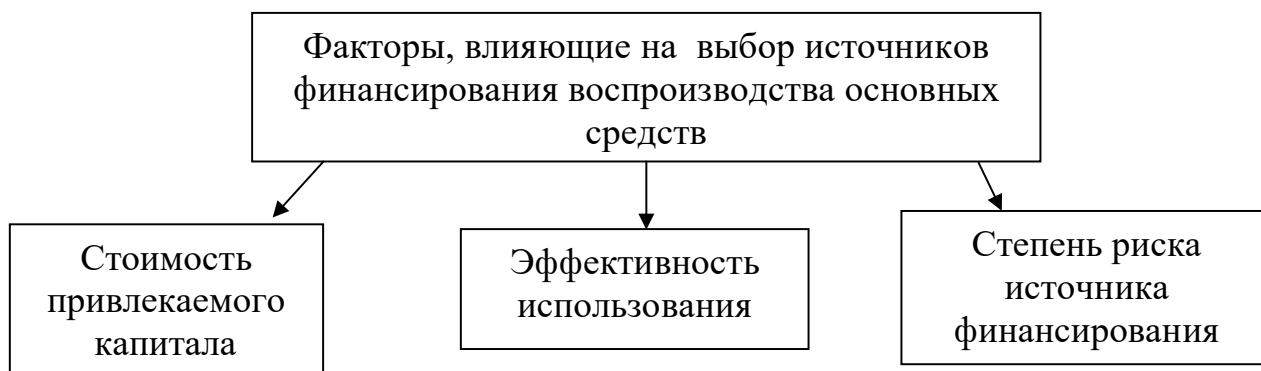 Факторы, влияющие на выбор источников
финансирования воспроизводства основных
средств
Стоимость
привлекаемого
капитала
Эффективность
использования
Степень риска
источника
финансирования